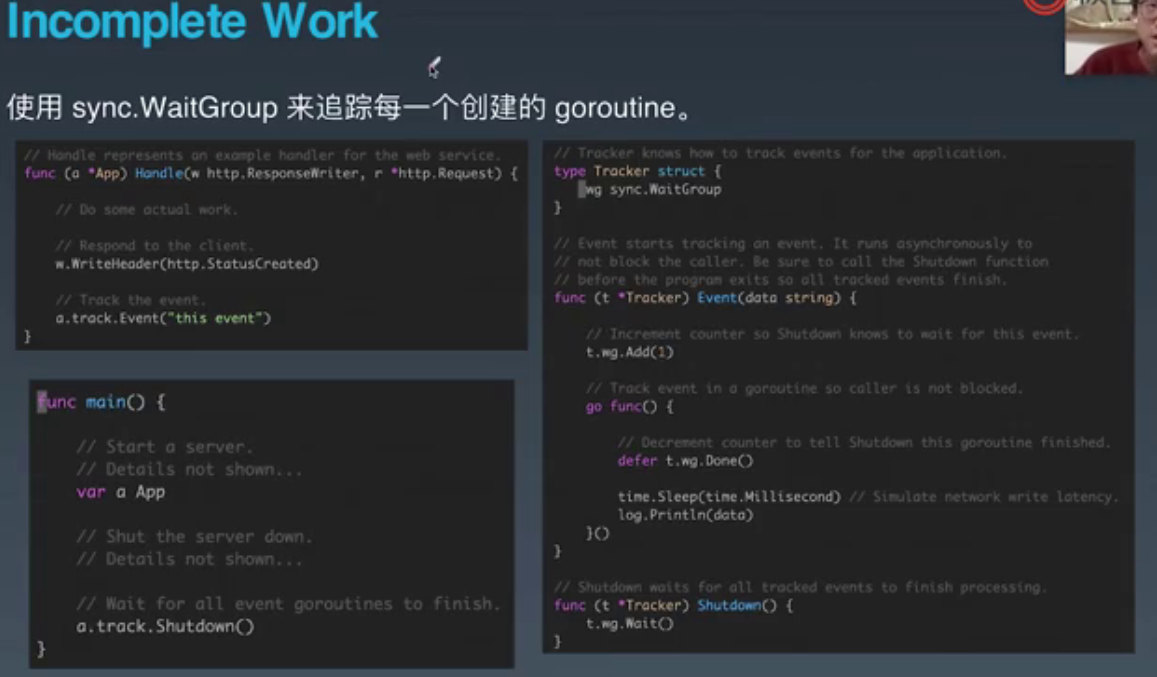 Incomplete Work
使用 sync.WaitGroup 来追踪每一个创建的 goroutine。
// Handle represents an example handler for the web service.
func (a *App) Handle(w http.ResponseWriter, r *http.Request) {
// Do some actual work.
// Respond to the client.
w.WriteHeader(http.StatusCreated)
// Track the event.
a.track.Event("this event")
}
func main() {
// Start a server.
// Details not shown...
var a App
// Shut the server down.
// Details not shown...
// Wait for all event goroutines to finish.
a.track.Shutdown()
}
// Tracker knows how to track events for the application.
type Tracker struct {
wg sync.WaitGroup
}
// Event starts tracking an event. It runs asynchronously to
// not block the caller. Be sure to call the Shutdown function
// before the program exits so all tracked events finish.
func (t *Tracker) Event(data string) {
// Increment counter so Shutdown knows to wait for this event.
t.wg.Add(1)
// Track event in a goroutine so caller is not blocked.
go func() {
// Decrement counter to tell Shutdown this goroutine finished.
defer t.wg.Done()
time.Sleep(time.Millisecond) // Simulate network write latency.
log.Println(data)
}()
}
// Shutdown waits for all tracked events to finish processing.
func (t *Tracker) Shutdown() {
t.wg.Wait()
}